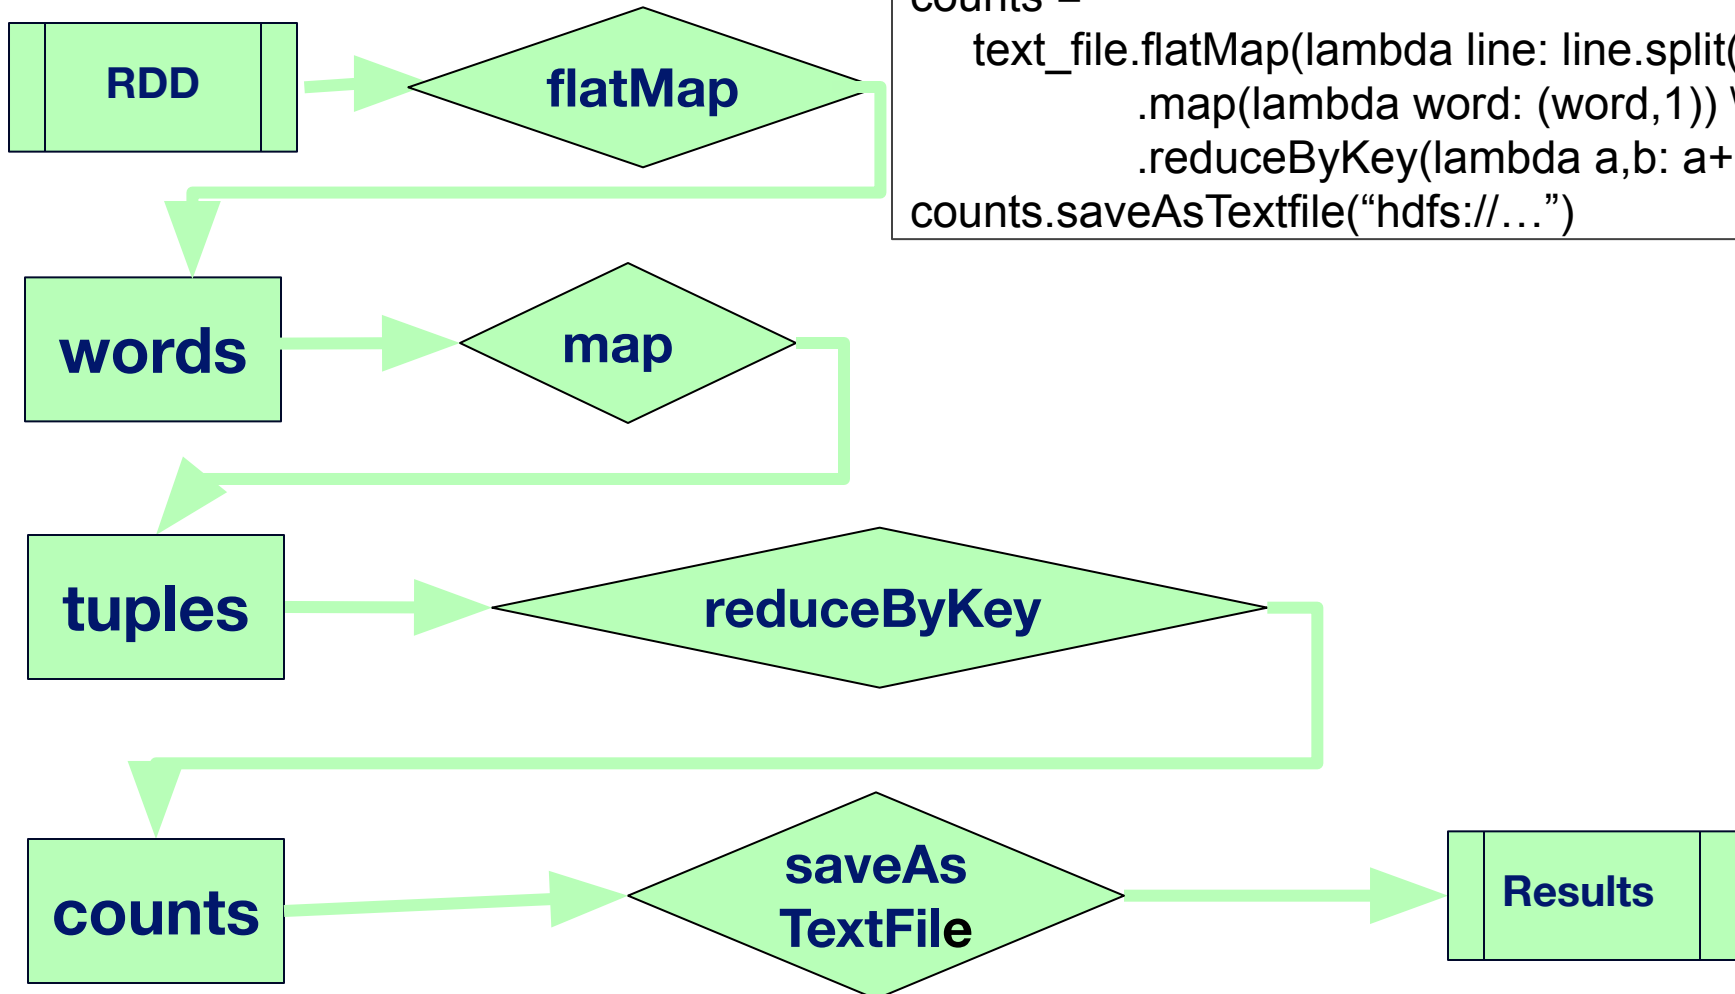 counts =
text_file.flatMap(lambda line: line.split(
.map(lambda word: (word,1)) \
.reduceByKey(lambda a,b: a+
counts.saveAsTextfile(“hdfs://…”)
RDD
flatMap
words
map
tuples
reduceByKey
counts
saveAs
TextFile
Results